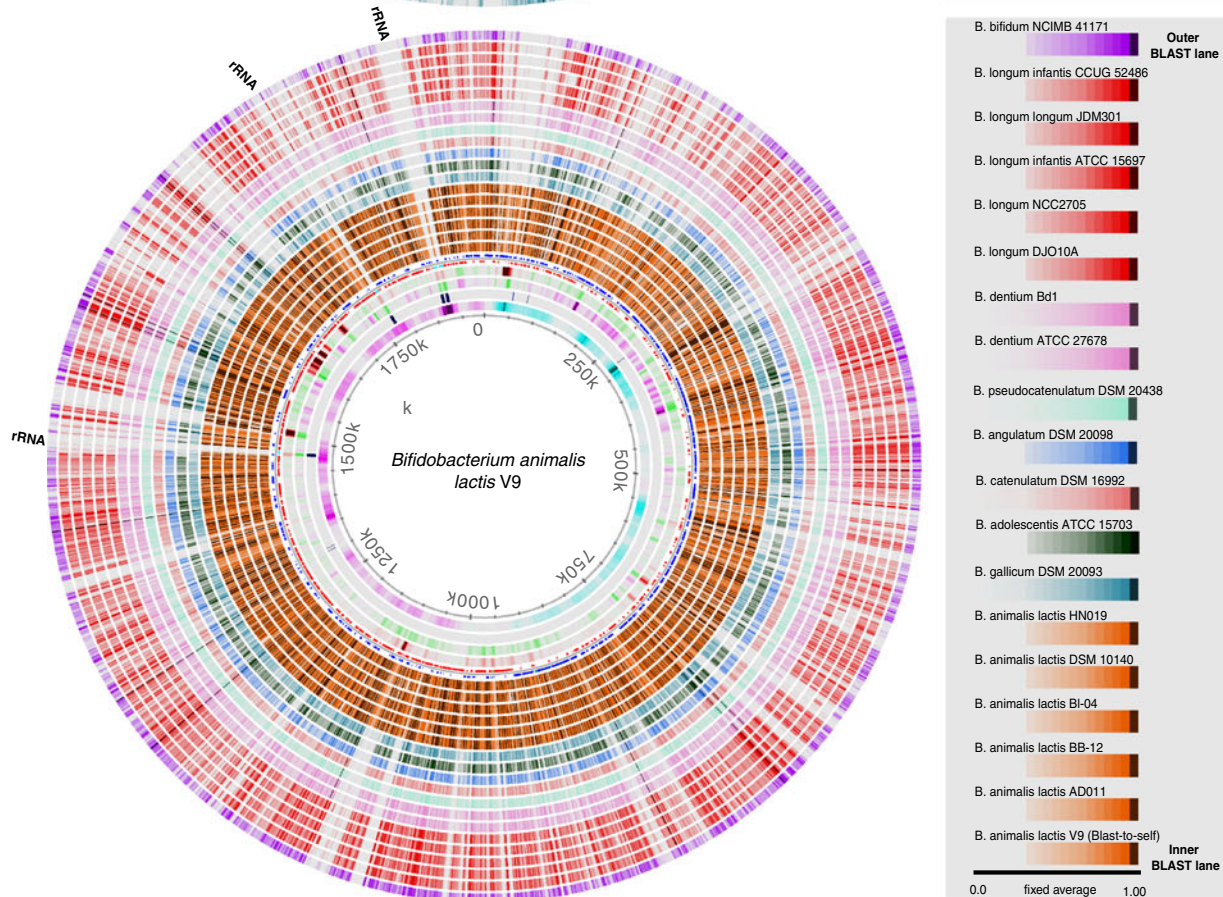 rRNA
rRNA
rRNA
0
250k
500k
750k
1000k
1250k
1500k
1750k
k
Bifidobacterium animalis
lactis V9
B. bifidum NCIMB 41171
Outer
BLAST lane
B. longum infantis CCUG 52486
B. longum longum JDM301
B. longum infantis ATCC 15697
B. longum NCC2705
B. longum DJO10A
B. dentium Bd1
B. dentium ATCC 27678
B. pseudocatenulatum DSM 20438
B. angulatum DSM 20098
B. catenulatum DSM 16992
B. adolescentis ATCC 15703
B. gallicum DSM 20093
B. animalis lactis HN019
B. animalis lactis DSM 10140
B. animalis lactis Bl-04
B. animalis lactis BB-12
B. animalis lactis AD011
B. animalis lactis V9 (Blast-to-self)
Inner
BLAST lane
0.0 fixed average 1.00